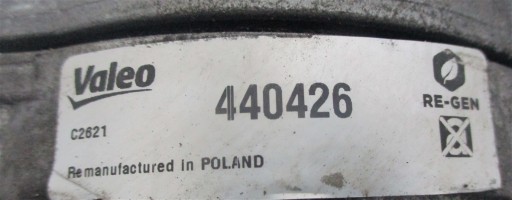 Valeo
440426
RE-GEN
C2621
Remanufactured in POLAND